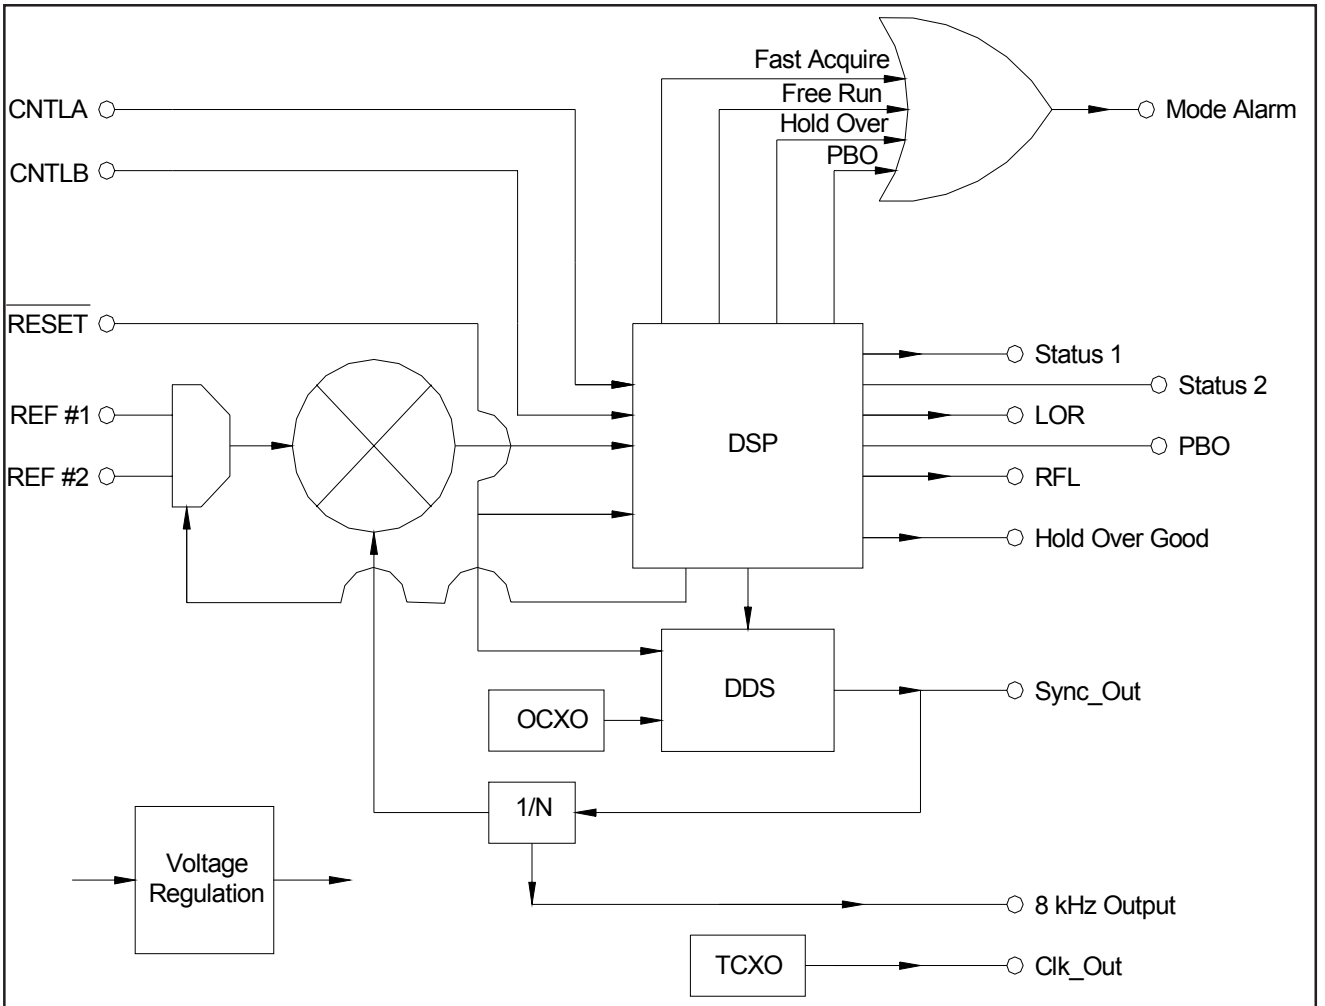 Fast Acquire
CNTLA
Free Run
Mode Alarm
Hold Over
PBO
CNTLB
RESET
Status 1
Status 2
REF #1
LOR
DSP
PBO
REF #2
RFL
Hold Over Good
DDS
Sync_Out
OCXO
1/N
Voltage
Regulation
8 kHz Output
TCXO
Clk_Out